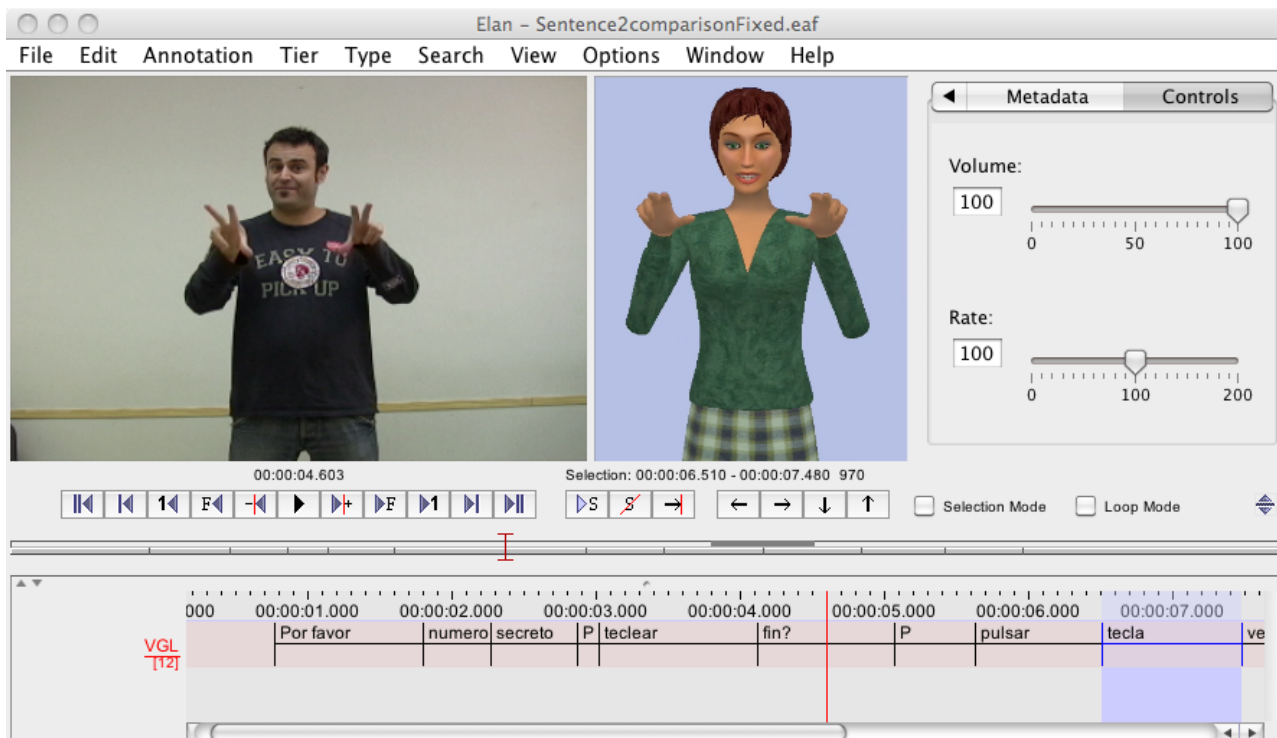 Elan – Sentence2comparisonFixed.eaf
File Edit Annotation Tier Type Search View Options Window Help
EASY TO
PICK UP
Metadata Controls
Volume:
100
0 50 100
Rate:
100
0 100 200
00:00:04.603
Selection: 00:00:06.510 - 00:00:07.480 970
1 F - + F 1 S S
Selection Mode Loop Mode
000 00:00:01.000 00:00:02.000 00:00:03.000 00:00:04.000 00:00:05.000 00:00:06.000 00:00:07.000
Por favor numero secreto P teclear fin? P pulsar tecla ve
VGL
[12]